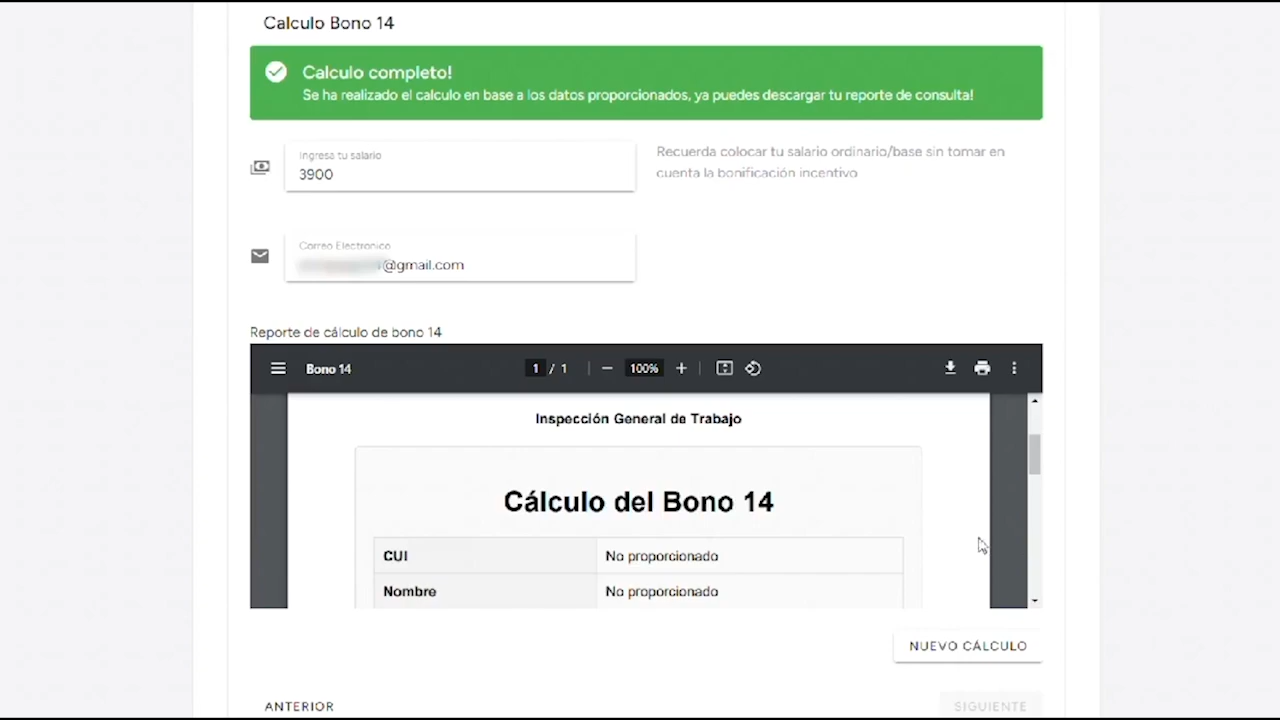 Calculo Bono 14
Calculo completo!
Se ha realizado el calculo en base a los datos proporcionados, ya puedes descargar tu reporte de consulta!
Ingresa tu salario
3900
Recuerda colocar tu salario ordinario/base sin tomar en
cuenta la bonificación incentivo
Correo Electronico
@gmail.com
Reporte de cálculo de bono 14
Bono 14
1 / 1
100%
Inspección General de Trabajo
Cálculo del Bono 14
CUI No proporcionado
Nombre No proporcionado
NUEVO CÁLCULO
ANTERIOR
SIGUIENTE